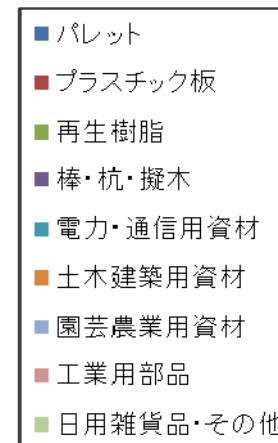 パレット
プラスチック板
再生樹脂
棒・杭・擬木
電力・通信用資材
土木建築用資材
園芸農業用資材
工業用部品
日用雑貨品・その他